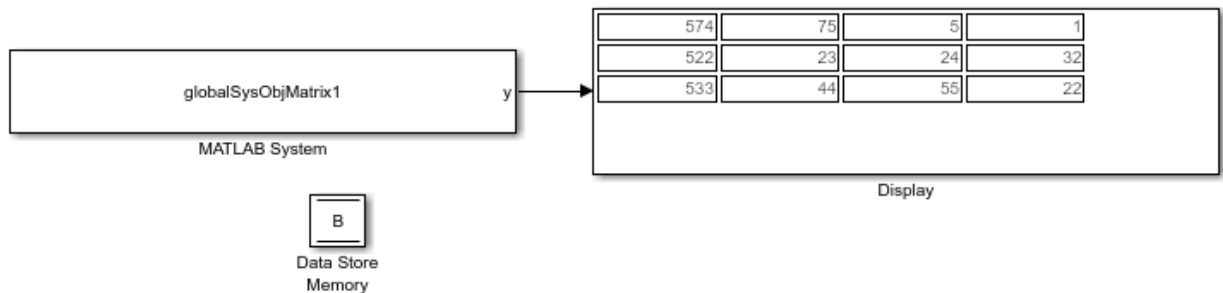 574 75 5 1
522 23 24 32
533 44 55 22
globalSysObjMatrix1 y
MATLAB System
Display
B
Data Store
Memory